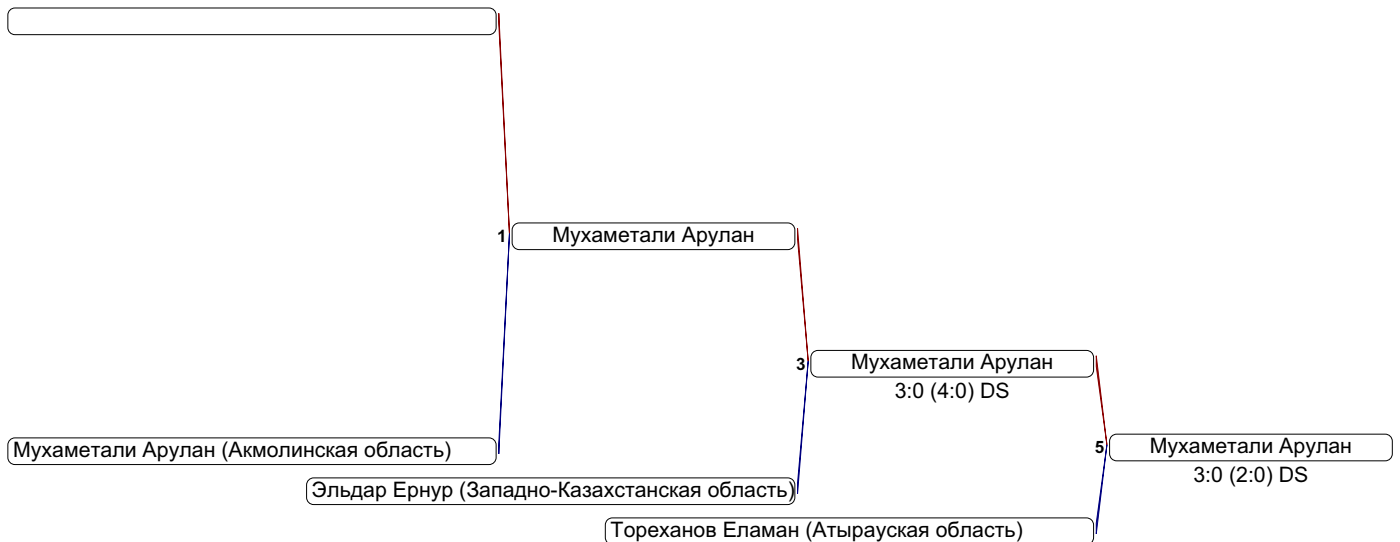 1
Мухаметали Арулан
3
Мухаметали Арулан
3:0 (4:0) DS
Мухаметали Арулан (Акмолинская область)
5
Мухаметали Арулан
3:0 (2:0) DS
Эльдар Ернур (Западно-Казахстанская область)
Тореханов Еламан (Атырауская область)